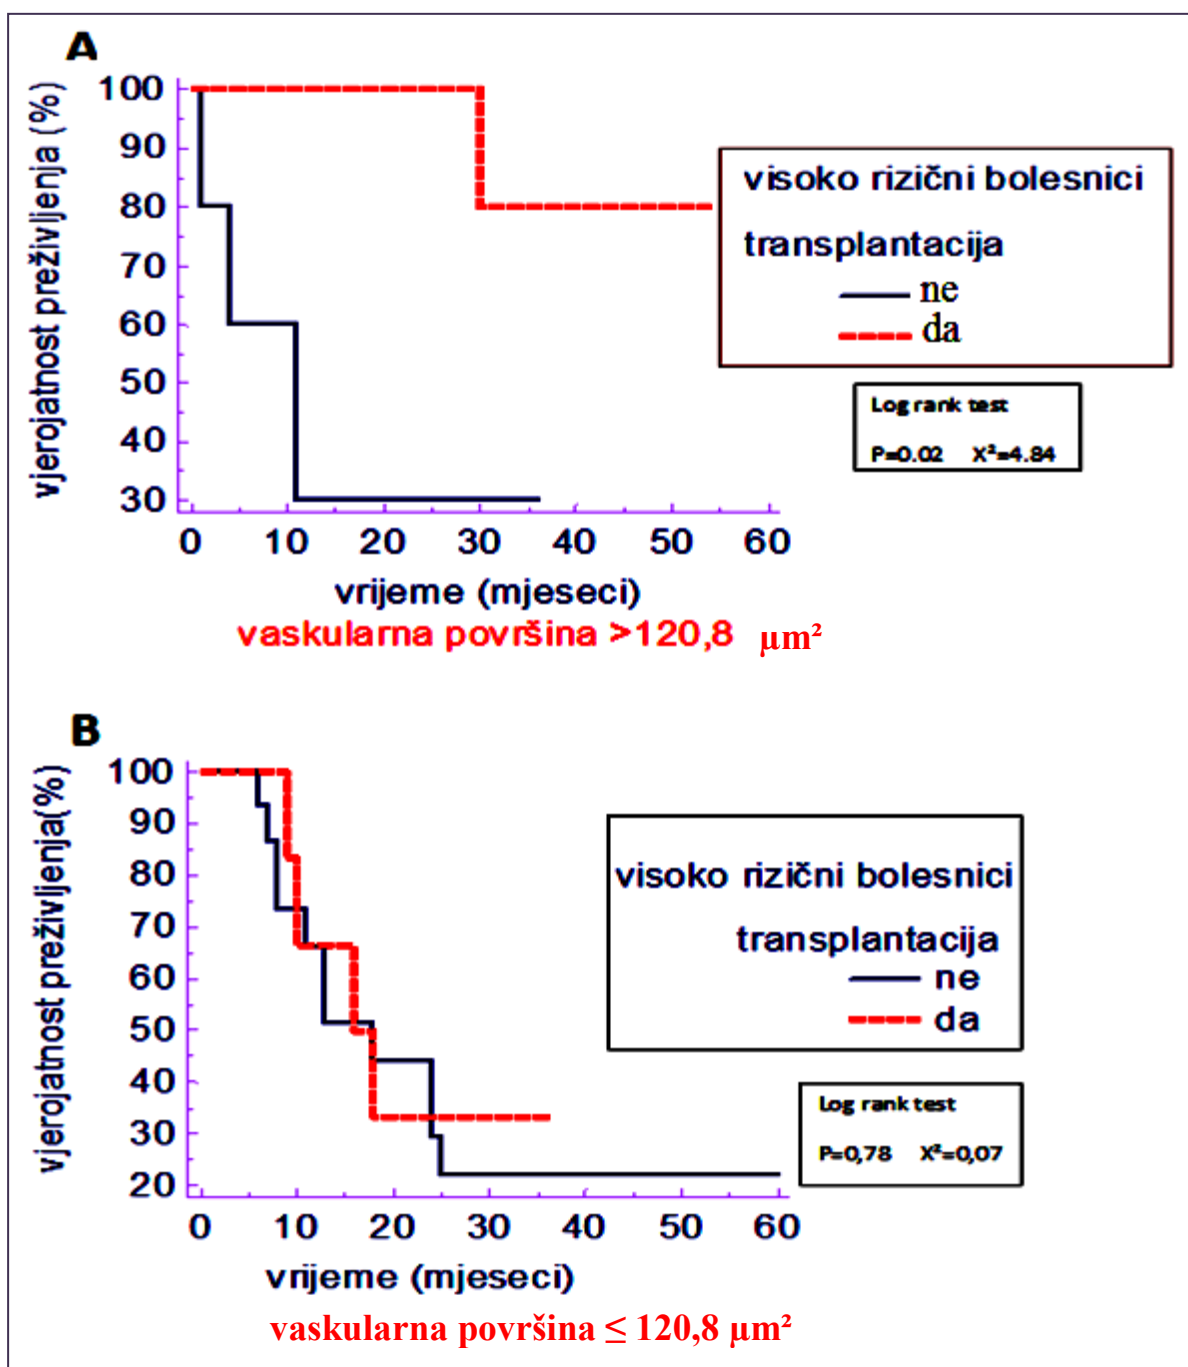 A
vjerojatnost preživljenja (%)
100
90
80
70
60
50
40
30
0 10 20 30 40 50 60
vrijeme (mjeseci)
vaskularna površina >120,8 µm²
visoko rizični bolesnici
transplantacija
ne
da
Log rank test
P=0.02 X²=4.84
B
vjerojatnost preživljenja(%)
100
90
80
70
60
50
40
30
20
0 10 20 30 40 50 60
vrijeme (mjeseci)
vaskularna površina ≤ 120,8 µm²
visoko rizični bolesnici
transplantacija
ne
da
Log rank test
P=0,78 X²=0,07